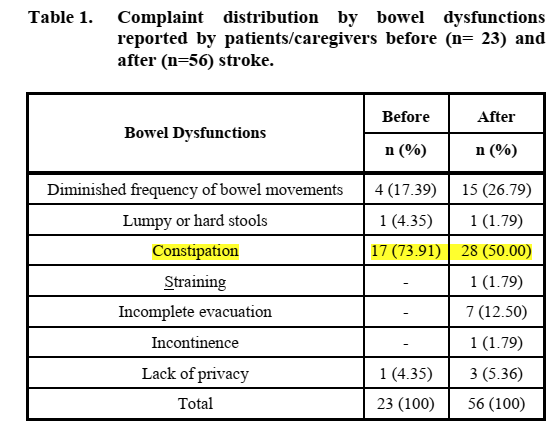 Table 1. Complaint distribution by bowel dysfunctions
reported by patients/caregivers before (n= 23) and
after (n=56) stroke.
Bowel Dysfunctions Before After
n (%) n (%)
Diminished frequency of bowel movements 4 (17.39) 15 (26.79)
Lumpy or hard stools 1 (4.35) 1 (1.79)
Constipation 17 (73.91) 28 (50.00)
Straining - 1 (1.79)
Incomplete evacuation - 7 (12.50)
Incontinence - 1 (1.79)
Lack of privacy 1 (4.35) 3 (5.36)
Total 23 (100) 56 (100)